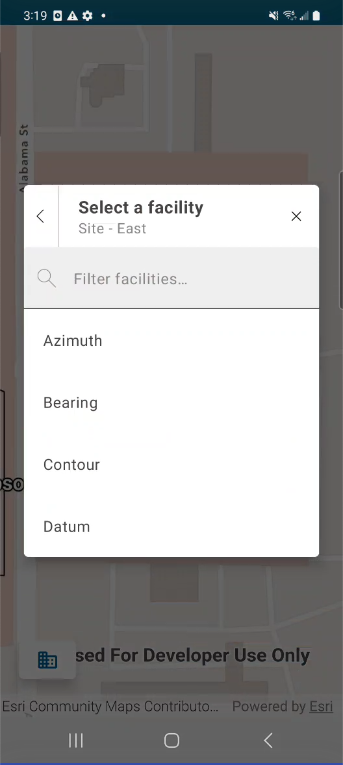 3:19
Alabama St
Select a facility
Site - East
Filter facilities…
Azimuth
Bearing
Contour
Datum
sed For Developer Use Only
Esri Community Maps Contributo... Powered by Esri